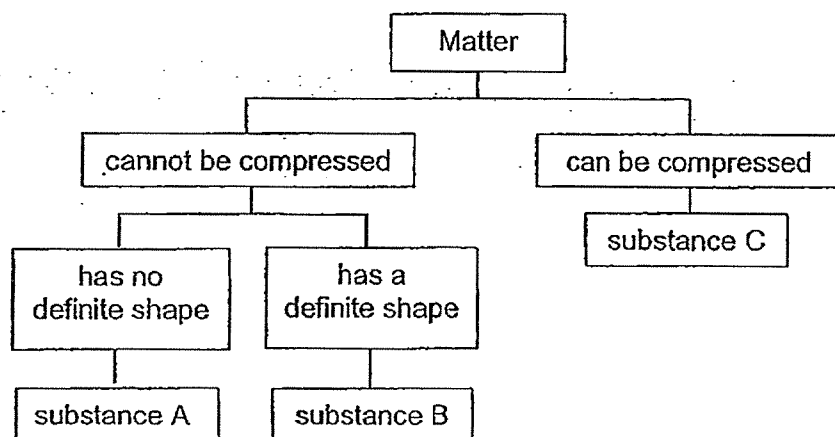 Matter
cannot be compressed
can be compressed
has no
definite shape
has a
definite shape
substance C
substance A
substance B